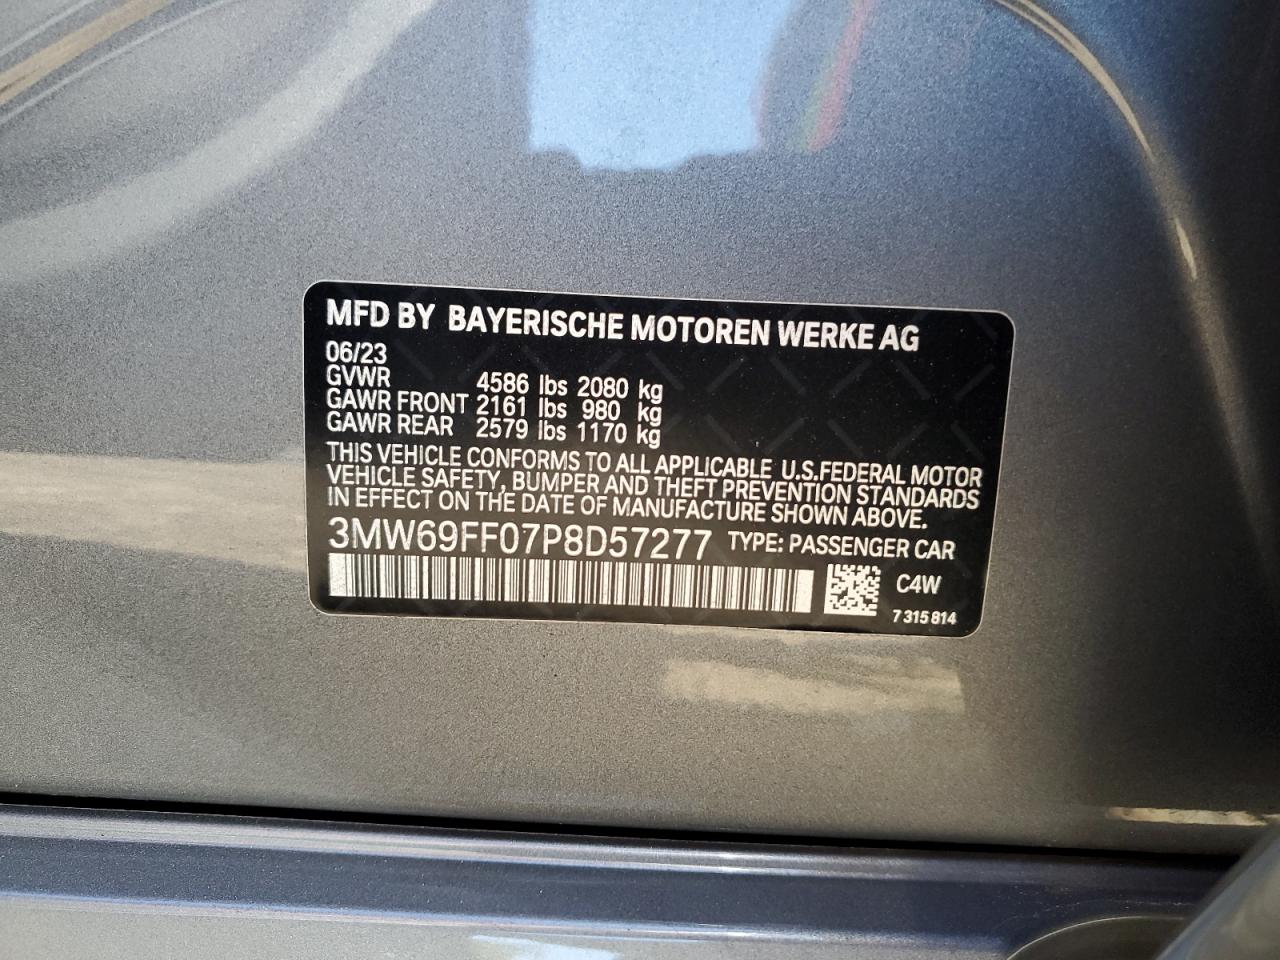 MFD BY BAYERISCHE MOTOREN WERKE AG
06/23
GVWR 4586 lbs 2080 kg
GAWR FRONT 2161 lbs 980 kg
GAWR REAR 2579 lbs 1170 kg
THIS VEHICLE CONFORMS TO ALL APPLICABLE U.S.FEDERAL MOTOR
VEHICLE SAFETY, BUMPER AND THEFT PREVENTION STANDARDS
IN EFFECT ON THE DATE OF MANUFACTURE SHOWN ABOVE.
3MW69FF07P8D57277 TYPE: PASSENGER CAR
C4W
7 315 814